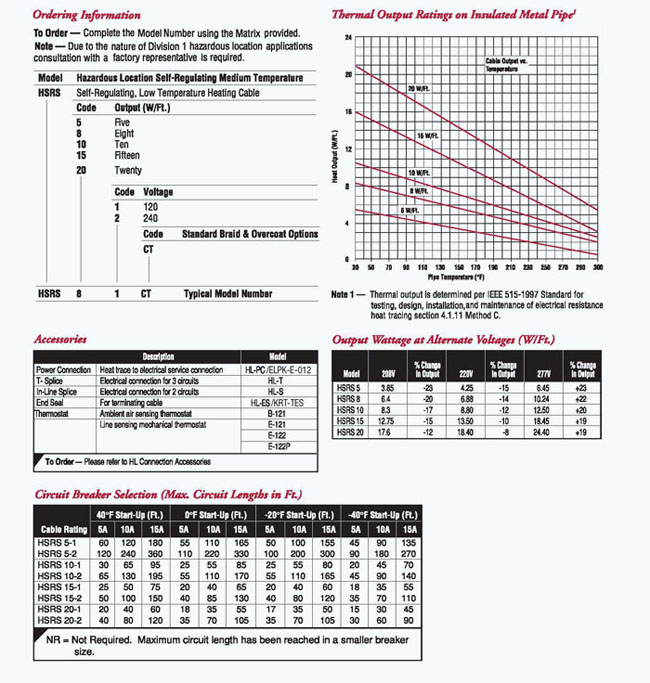 Ordering Information
To Order — Complete the Model Number using the Matrix provided.
Note — Due to the nature of Division 1 hazardous location applications
consultation with a factory representative is required.
Model Hazardous Location Self-Regulating Medium Temperature
HSRS Self-Regulating, Low Temperature Heating Cable
Code Output (W/Ft.)
5 Five
8 Eight
10 Ten
15 Fifteen
20 Twenty
Code Voltage
1 120
2 240
Code Standard Braid & Overcoat Options
CT
HSRS 8 1 CT Typical Model Number
Thermal Output Ratings on Insulated Metal Pipe1
Cable Output vs.
Temperature
24
20
16
12
8
4
0
Heat Output (W/Ft.)
20 W/Ft.
15 W/Ft.
10 W/Ft.
8 W/Ft.
5 W/Ft.
30 50 70 90 110 130 150 170 190 210 230 250 270 290 300
Pipe Temperature (°F)
Note 1 — Thermal output is determined per IEEE 515-1997 Standard for
testing, design, installation,and maintenance of electrical resistance
heat tracing section 4.1.11 Method C.
Accessories
Description Model
Power Connection Heat trace to electrical service connection HL-PC/ELPK-E-012
T- Splice Electrical connection for 3 circuits HL-T
In-Line Splice Electrical connection for 2 circuits HL-S
End Seal For terminating cable HL-ES/KRT-TES
Thermostat Ambient air sensing thermostat B-121
Line sensing mechanical thermostat E-121
E-122
E-122P
To Order — Please refer to HL Connection Accessories
Output Wattage at Alternate Voltages (W/Ft.)
Model 208V % Change In Output 220V % Change In Output 277V % Change In Output
HSRS 5 3.85 -23 4.25 -15 6.45 +23
HSRS 8 6.4 -20 6.88 -14 10.24 +22
HSRS 10 8.3 -17 8.80 -12 12.50 +20
HSRS 15 12.75 -15 13.50 -10 18.45 +19
HSRS 20 17.6 -12 18.40 -8 24.40 +19
Circuit Breaker Selection (Max. Circuit Lengths in Ft.)
40°F Start-Up (Ft.) 0°F Start-Up (Ft.) -20°F Start-Up (Ft.) -40°F Start-Up (Ft.)
Cable Rating 5A 10A 15A 5A 10A 15A 5A 10A 15A 5A 10A 15A
HSRS 5-1 60 120 180 55 110 165 50 100 155 45 90 135
HSRS 5-2 120 240 360 110 220 330 100 200 300 90 180 270
HSRS 10-1 30 65 95 25 55 85 25 55 80 20 45 70
HSRS 10-2 65 130 195 55 110 170 55 110 165 45 90 140
HSRS 15-1 25 50 75 20 40 65 20 40 60 18 35 55
HSRS 15-2 50 100 150 40 85 130 40 80 120 35 70 110
HSRS 20-1 20 40 60 18 35 55 17 35 50 15 30 45
HSRS 20-2 40 80 120 35 70 105 35 70 105 30 60 90
NR = Not Required. Maximum circuit length has been reached in a smaller breaker
size.